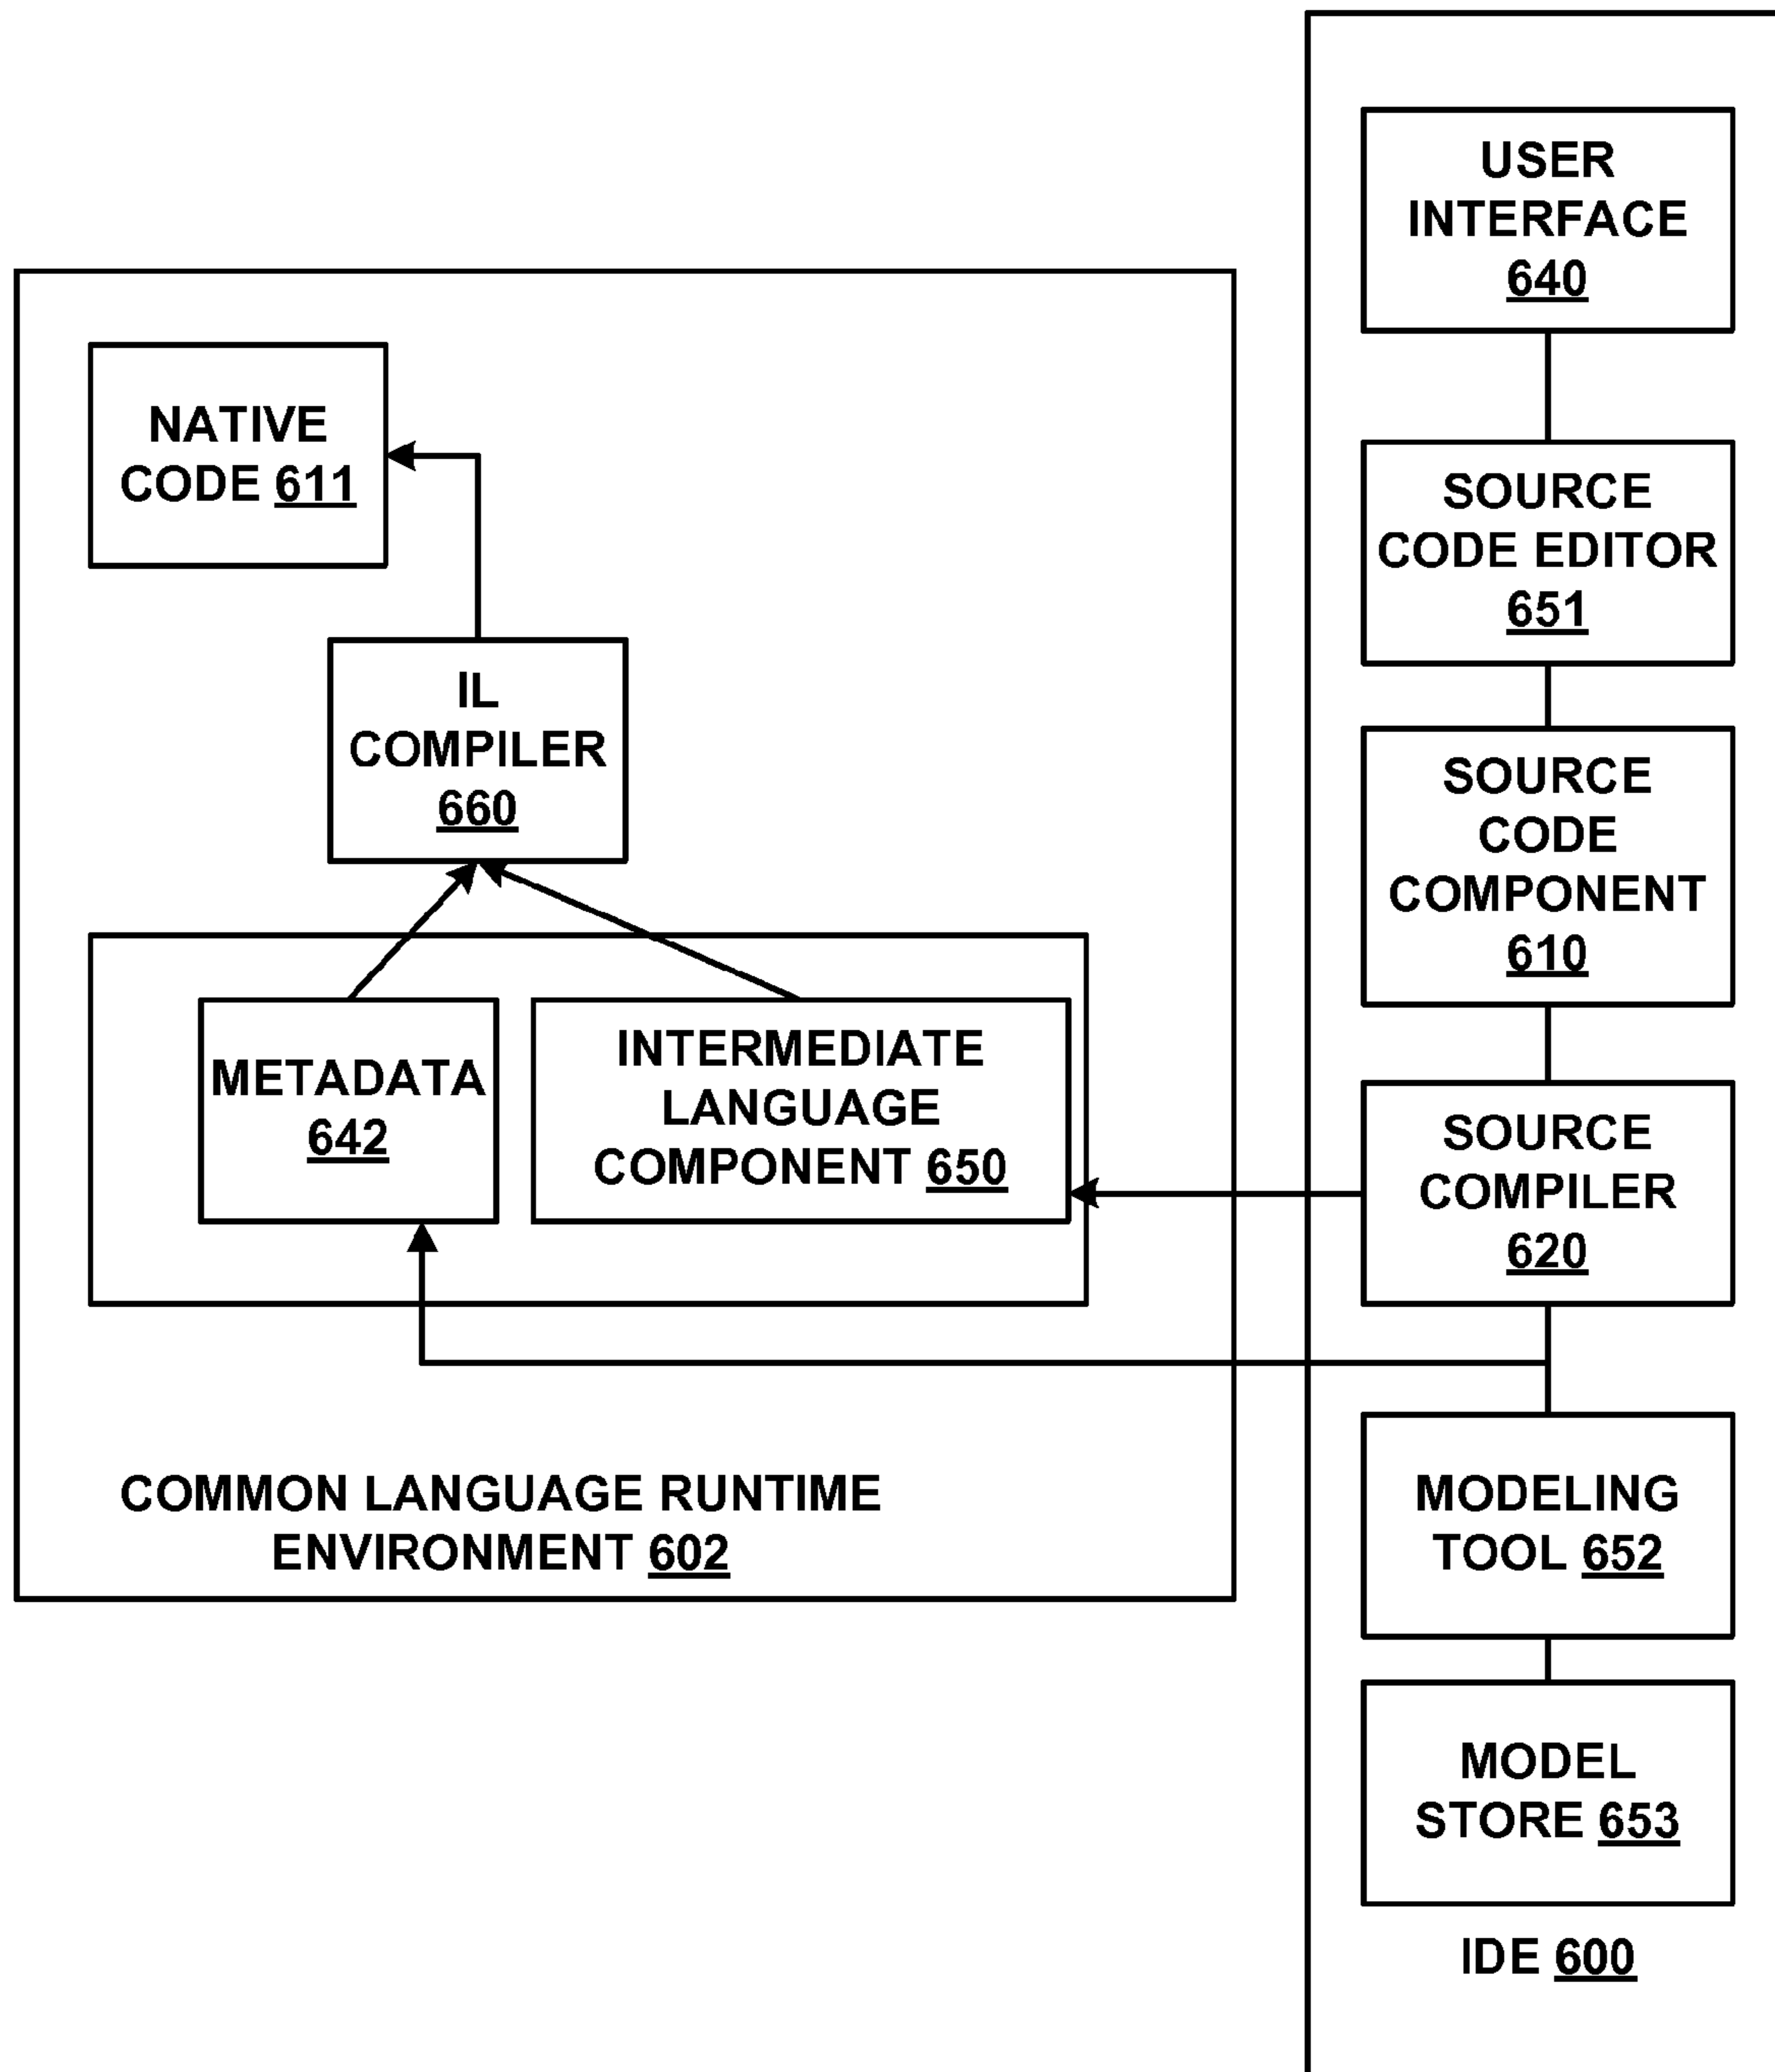 USER
INTERFACE
640
NATIVE
CODE 611
SOURCE
CODE EDITOR
651
IL
COMPILER
660
SOURCE
CODE
COMPONENT
610
METADATA
642
INTERMEDIATE
LANGUAGE
COMPONENT 650
SOURCE
COMPILER
620
COMMON LANGUAGE RUNTIME
ENVIRONMENT 602
MODELING
TOOL 652
MODEL
STORE 653
IDE 600